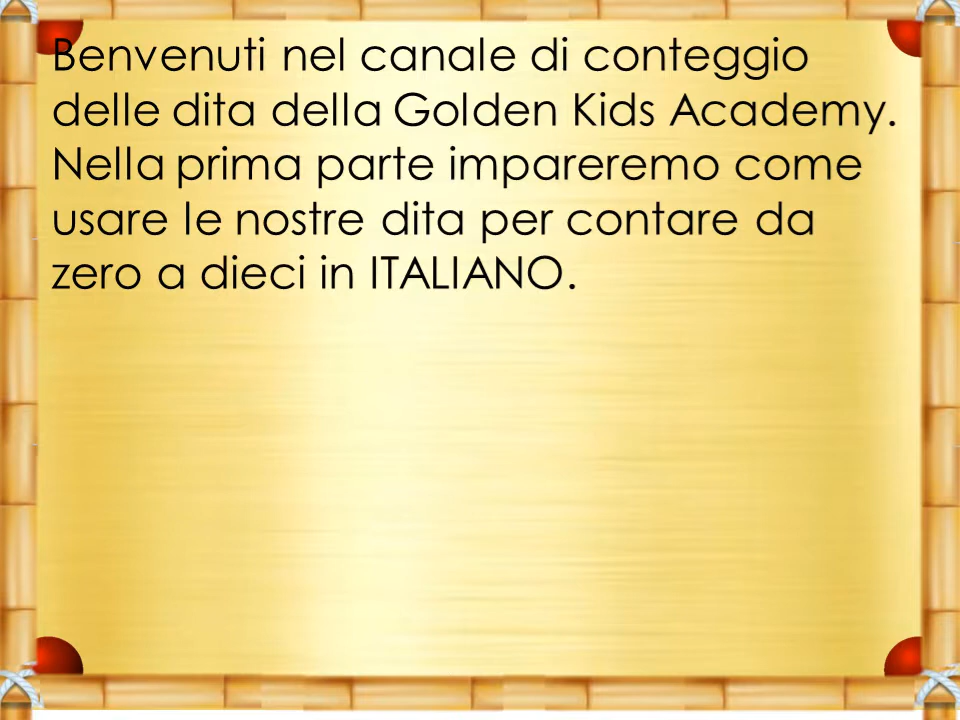 Benvenuti nel canale di conteggio
delle dita della Golden Kids Academy.
Nella prima parte impareremo come
usare le nostre dita per contare da
zero a dieci in ITALIANO.